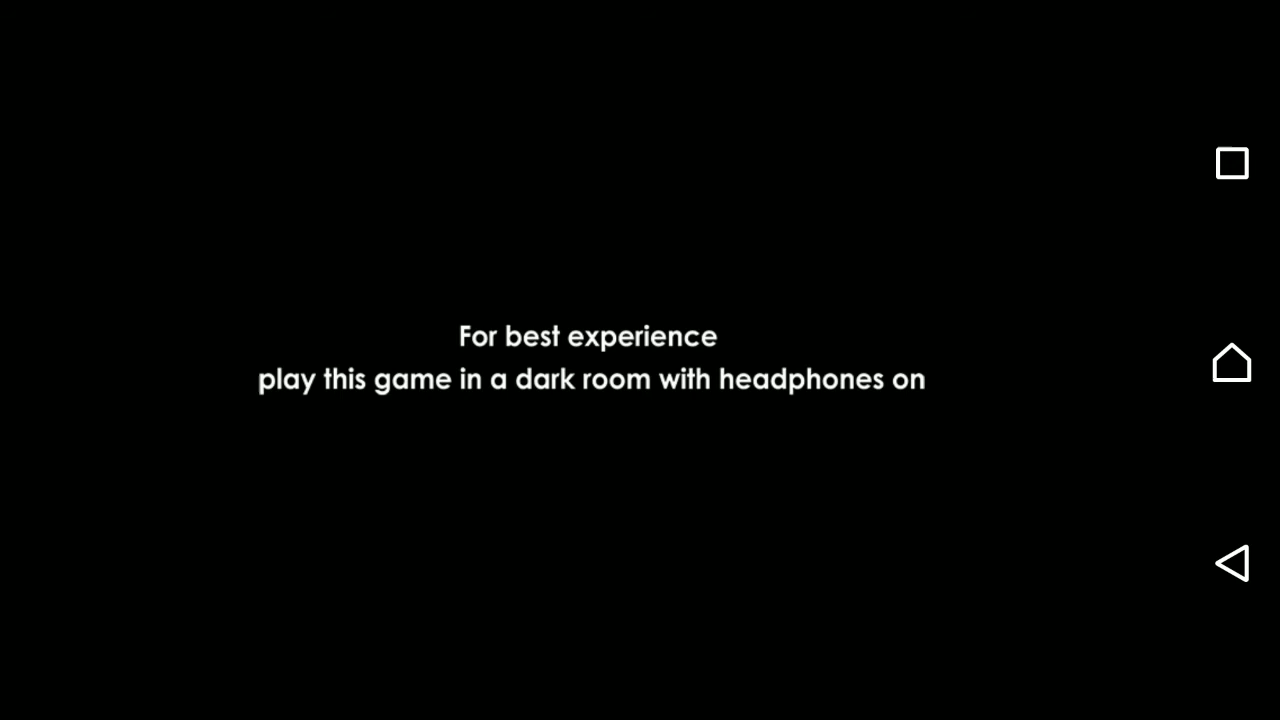 For best experience
play this game in a dark room with headphones on